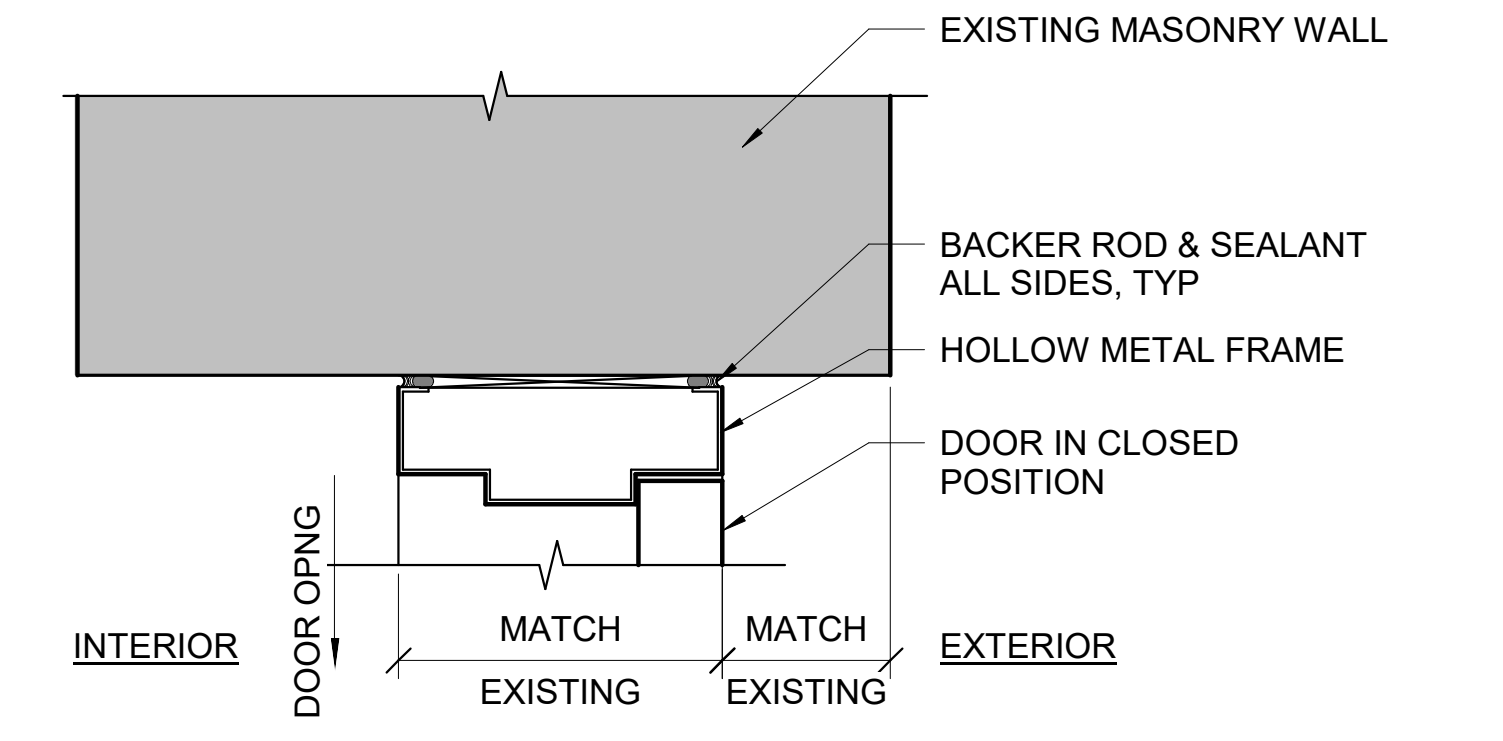 EXISTING MASONRY WALL
BACKER ROD & SEALANT
ALL SIDES, TYP
HOLLOW METAL FRAME
DOOR IN CLOSED
POSITION
DOOR OPNG
INTERIOR
MATCH
EXISTING
MATCH
EXISTING
EXTERIOR